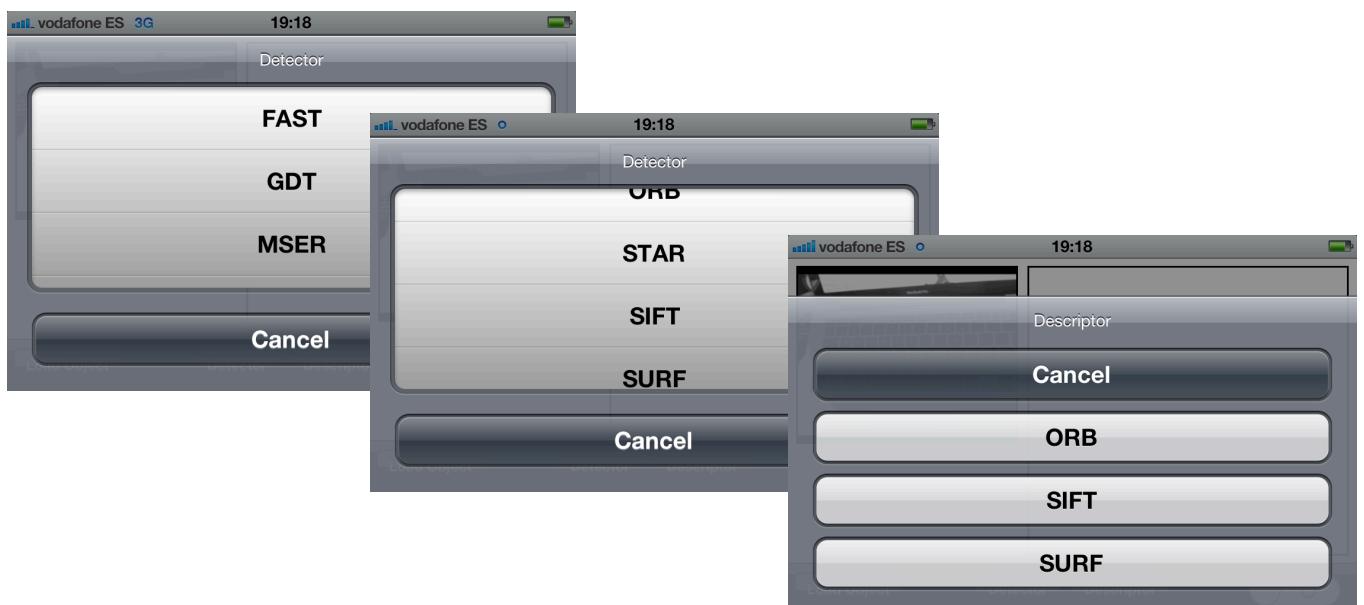 vodafone ES 3G 19:18
Detector
FAST
GDT
MSER
Cancel
vodafone ES 19:18
Detector
ORB
STAR
SIFT
SURF
Cancel
vodafone ES 19:18
Descriptor
Cancel
ORB
SIFT
SURF